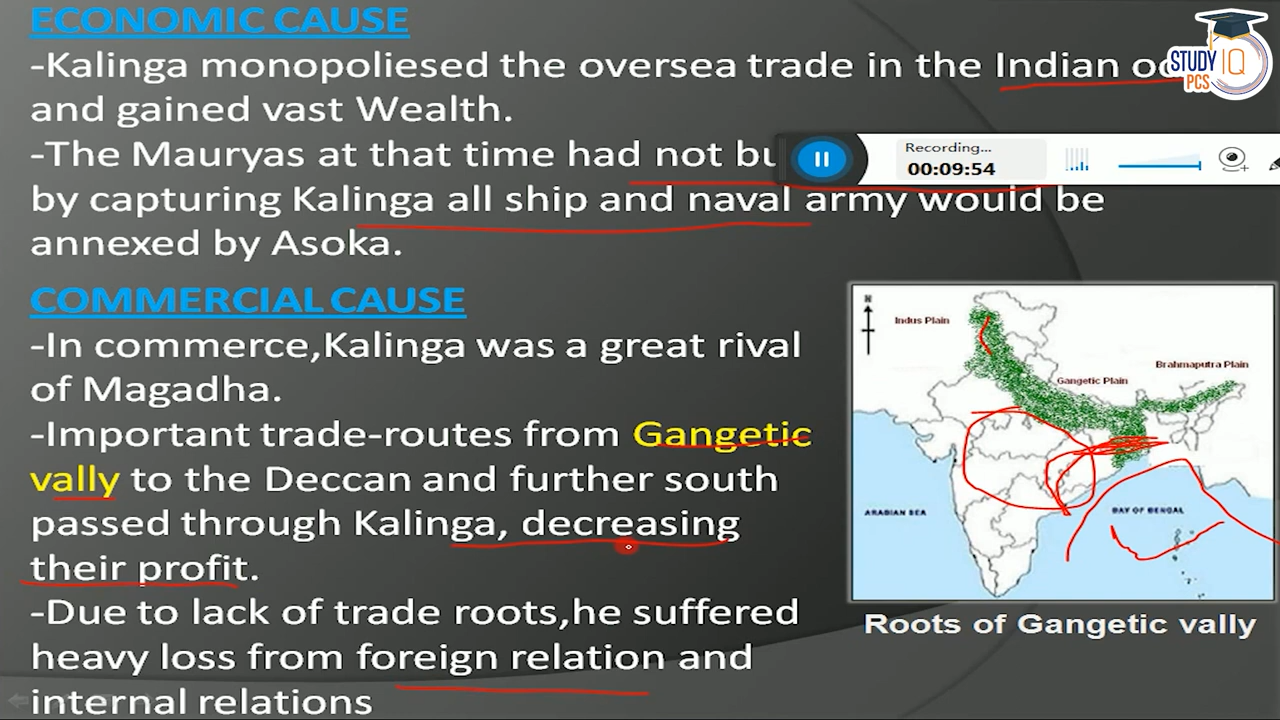 ECONOMIC CAUSE
-Kalinga monopoliesed the oversea trade in the Indian
and gained vast Wealth.
-The Mauryas at that time had not
by capturing Kalinga all ship and naval army would be
annexed by Asoka.
COMMERCIAL CAUSE
-In commerce,Kalinga was a great rival
of Magadha.
-Important trade-routes from Gangetic
vally to the Deccan and further south
passed through Kalinga, decreasing
their profit.
-Due to lack of trade roots,he suffered
heavy loss from foreign relation and
internal relations
STUDY IQ
PCS
Recording...
00:09:54
N
Indus Plain
Brahmaputra Plain
Gangetic Plain
ARABIAN SEA
BAY OF BENGAL
Roots of Gangetic vally